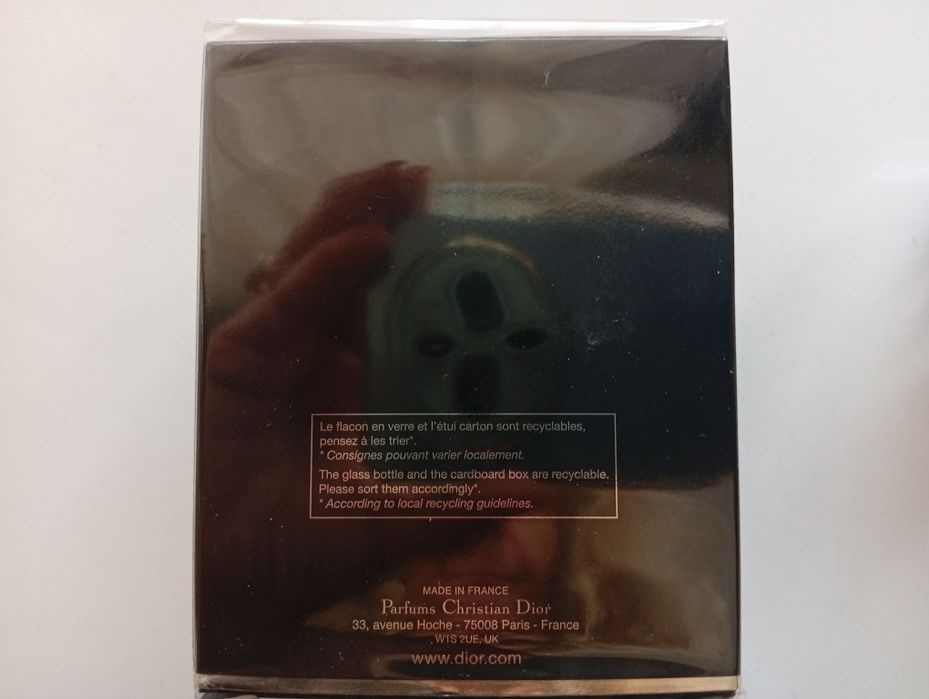 Le flacon en verre et l'étui carton sont recyclables,
pensez à les trier*.
* Consignes pouvant varier localement.
The glass bottle and the cardboard box are recyclable.
Please sort them accordingly*.
* According to local recycling guidelines.
MADE IN FRANCE
Parfums Christian Dior
33, avenue Hoche - 75008 Paris - France
W1S 2UE, UK
www.dior.com